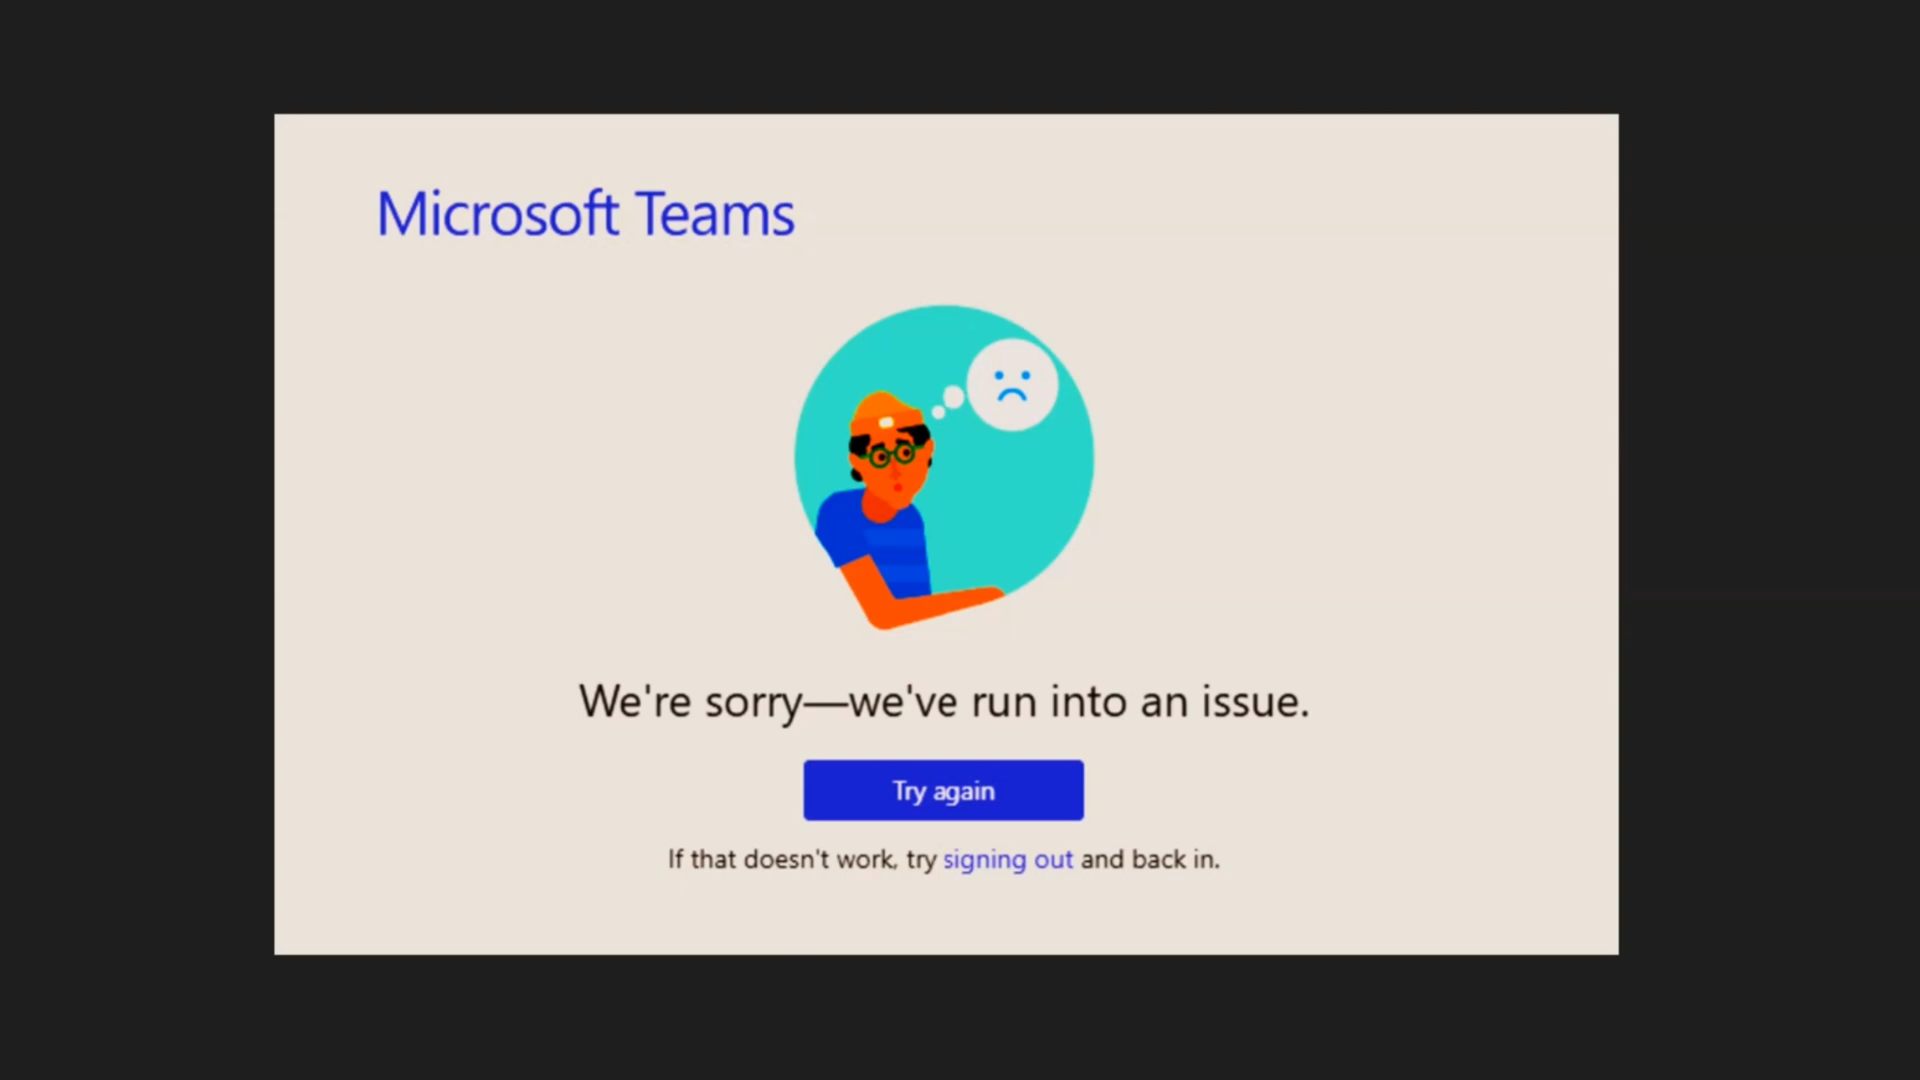 Microsoft Teams
We're sorry—we've run into an issue.
Try again
If that doesn't work, try signing out and back in.